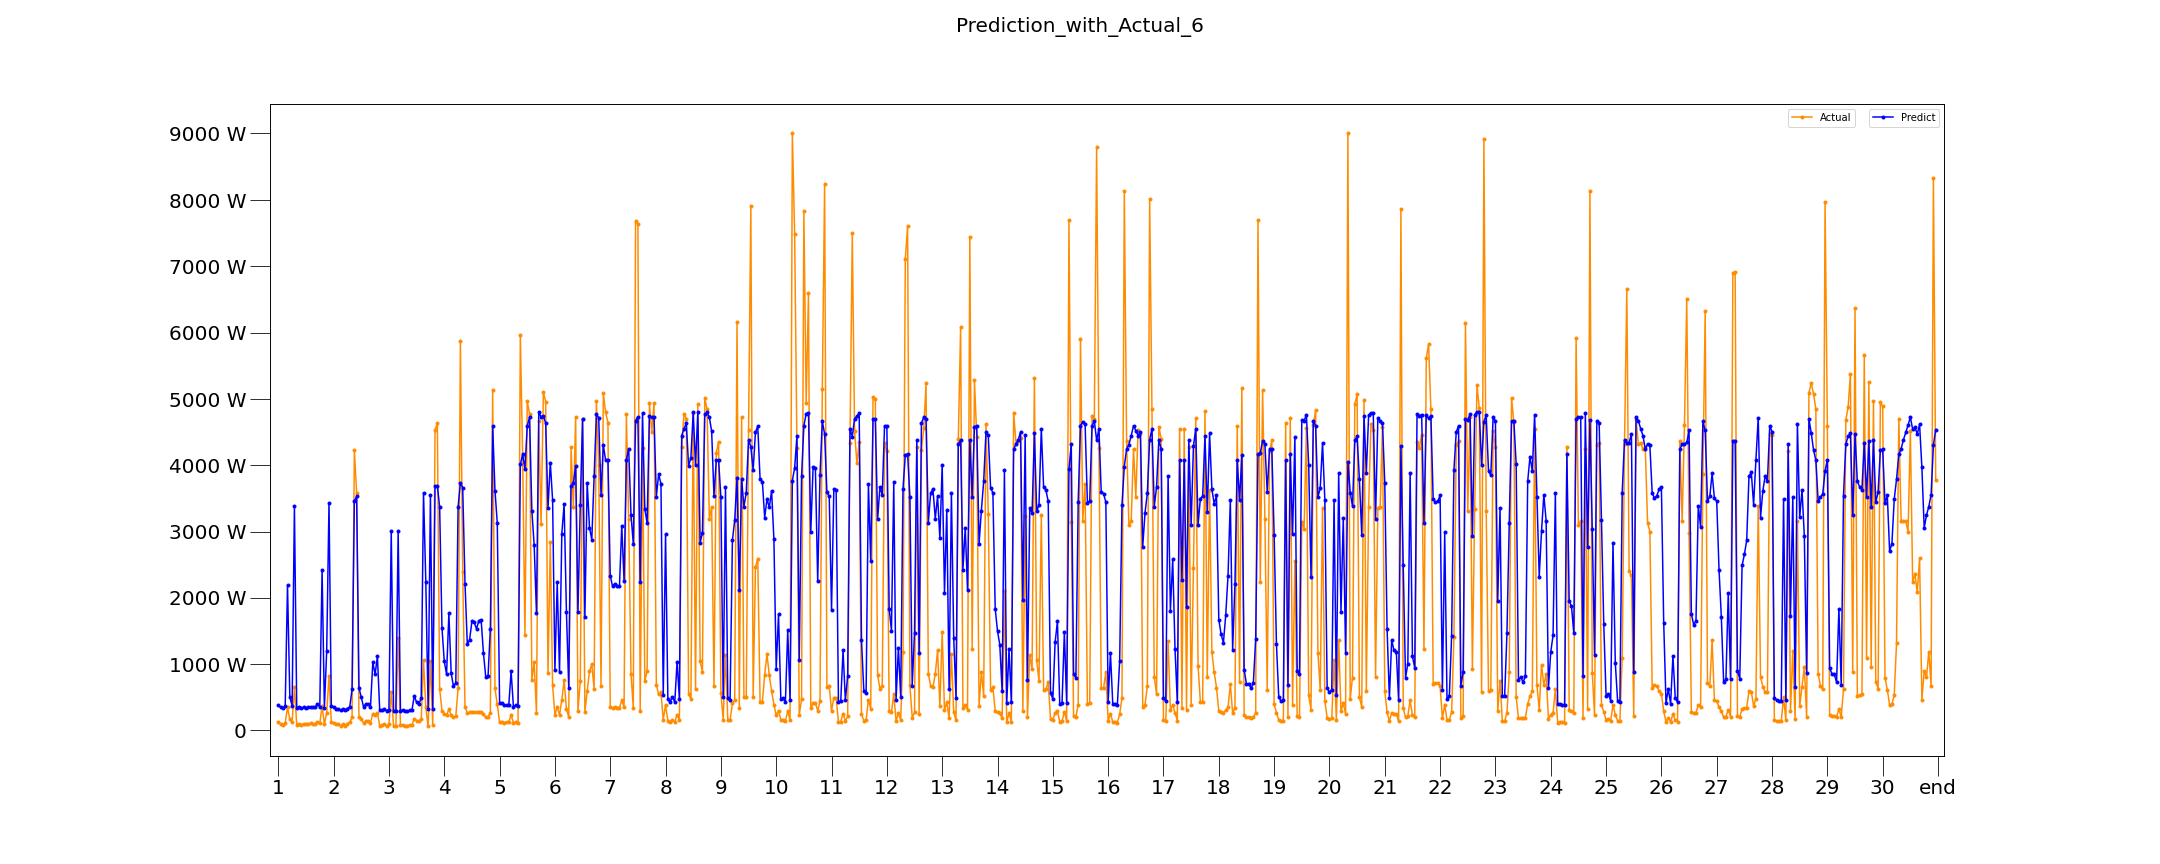 Prediction_with_Actual_6
Actual Predict
9000 W
8000 W
7000 W
6000 W
5000 W
4000 W
3000 W
2000 W
1000 W
0
1 2 3 4 5 6 7 8 9 10 11 12 13 14 15 16 17 18 19 20 21 22 23 24 25 26 27 28 29 30 end